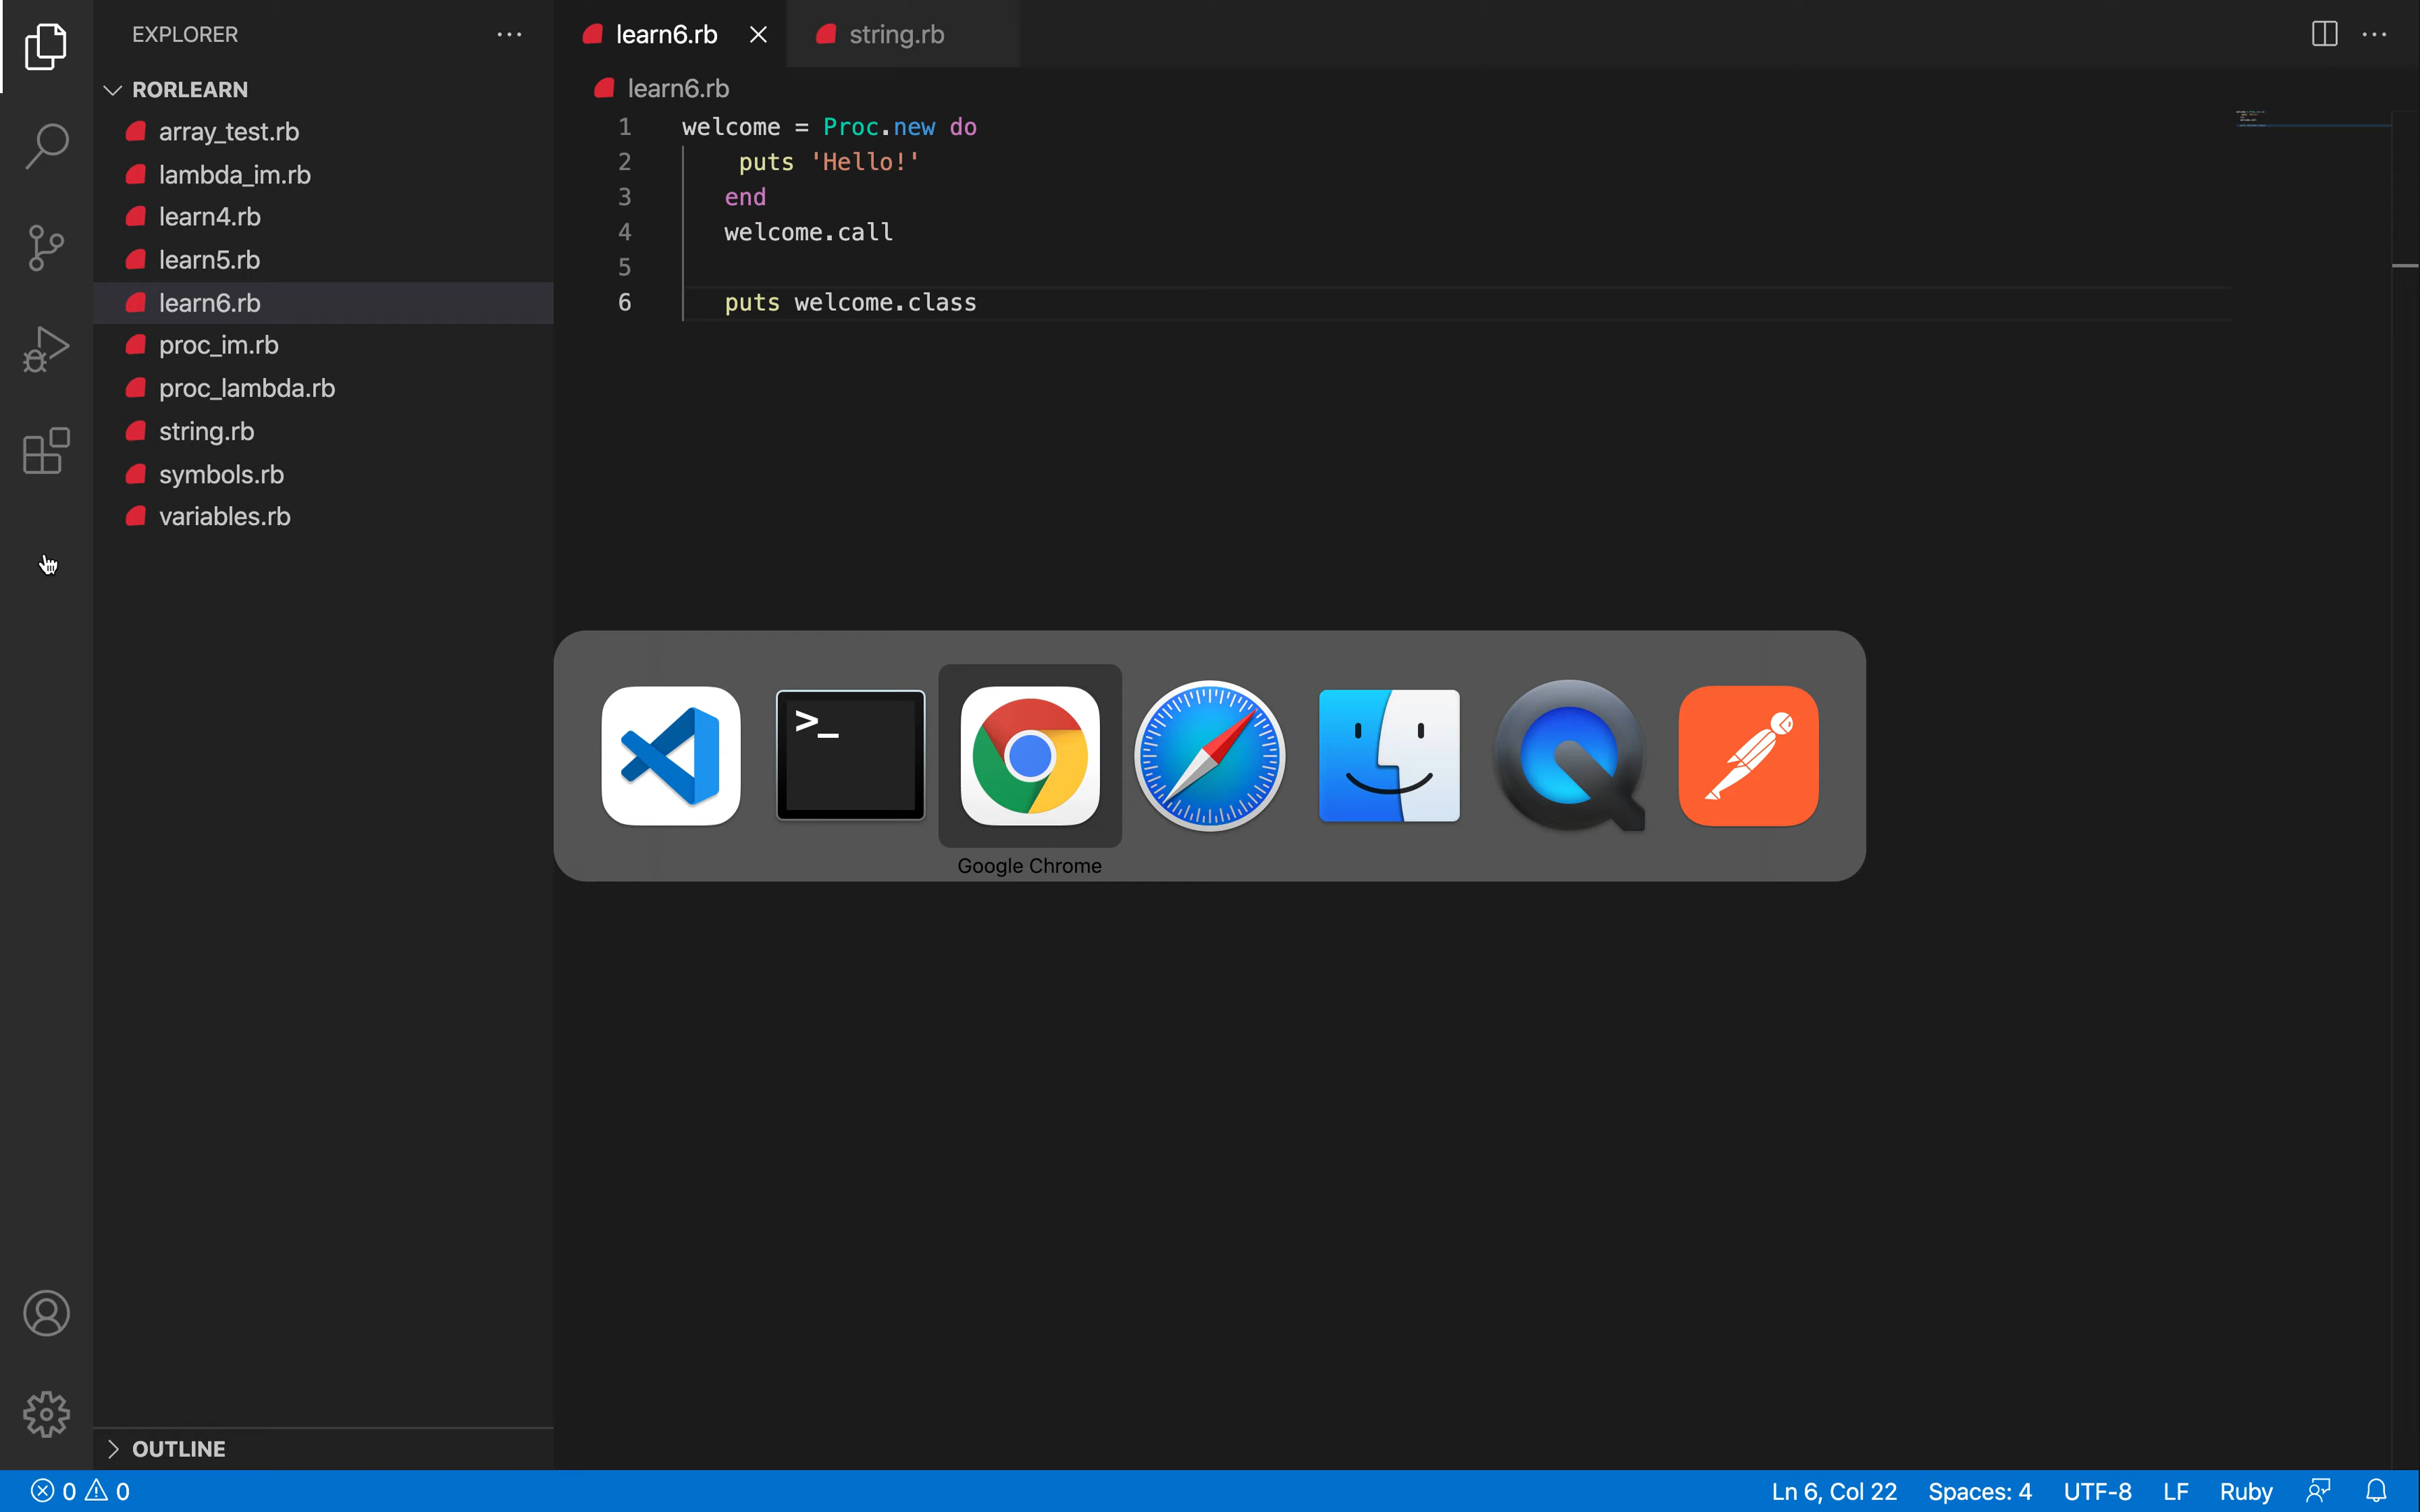 EXPLORER
RORLEARN
array_test.rb
lambda_im.rb
learn4.rb
learn5.rb
learn6.rb
proc_im.rb
proc_lambda.rb
string.rb
symbols.rb
variables.rb
OUTLINE
learn6.rb
string.rb
learn6.rb
1 welcome = Proc.new do
2 puts 'Hello!'
3 end
4 welcome.call
5
6 puts welcome.class
>_
Google Chrome
0 0
Ln 6, Col 22 Spaces: 4 UTF-8 LF Ruby